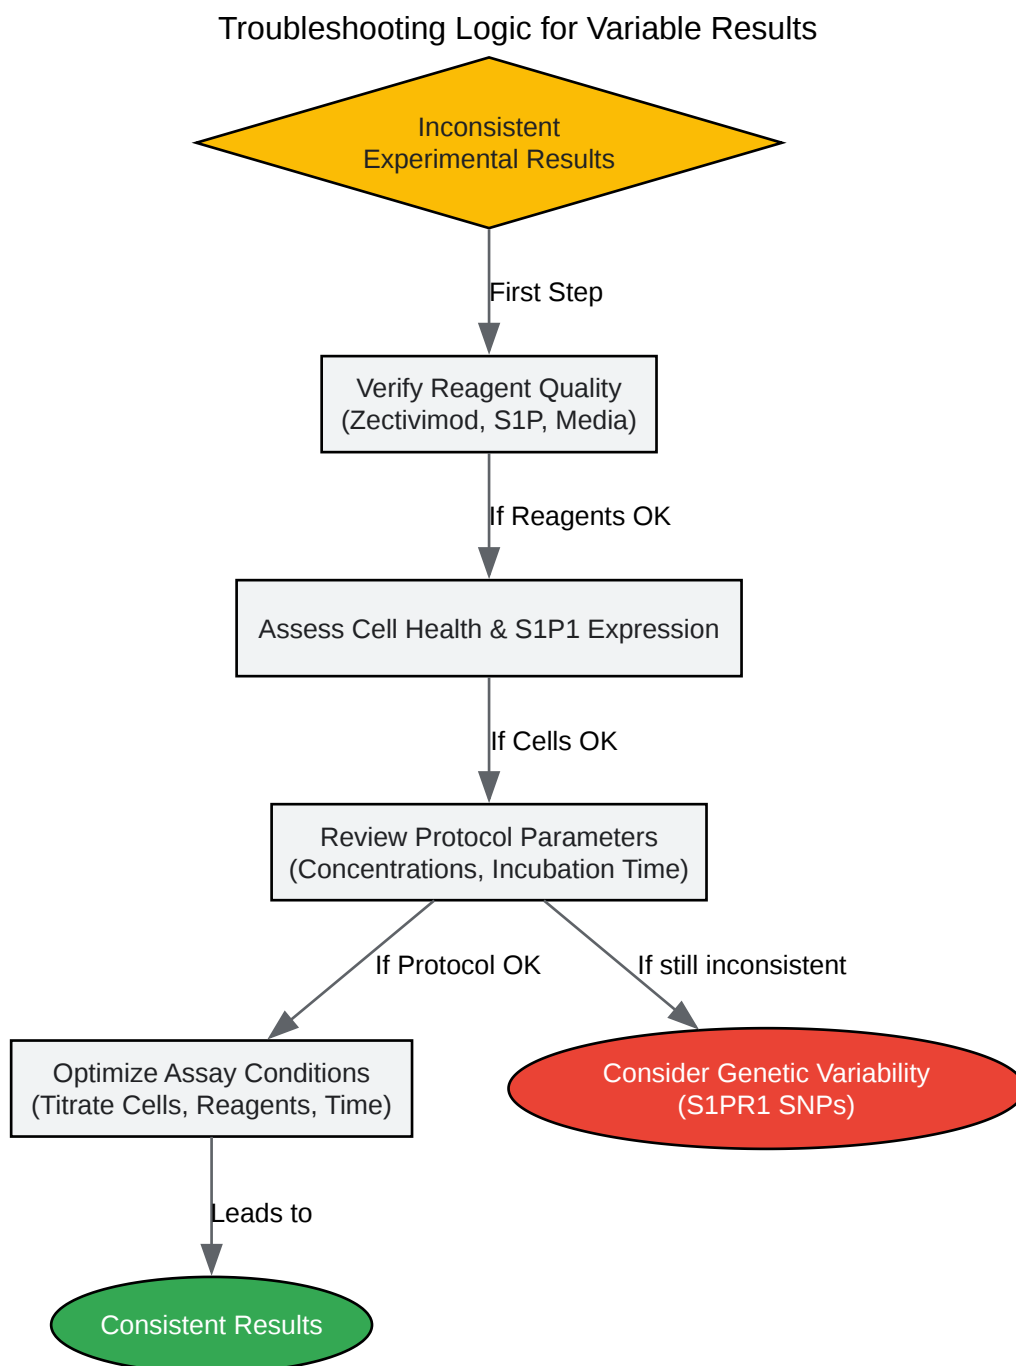 Troubleshooting Logic for Variable Results
Inconsistent
Experimental Results
First Step
Verify Reagent Quality
(Zectivimod, S1P, Media)
If Reagents OK
Assess Cell Health & S1P1 Expression
If Cells OK
Review Protocol Parameters
(Concentrations, Incubation Time)
If Protocol OK
If still inconsistent
Optimize Assay Conditions
(Titrate Cells, Reagents, Time)
Consider Genetic Variability
(S1PR1 SNPs)
Leads to
Consistent Results